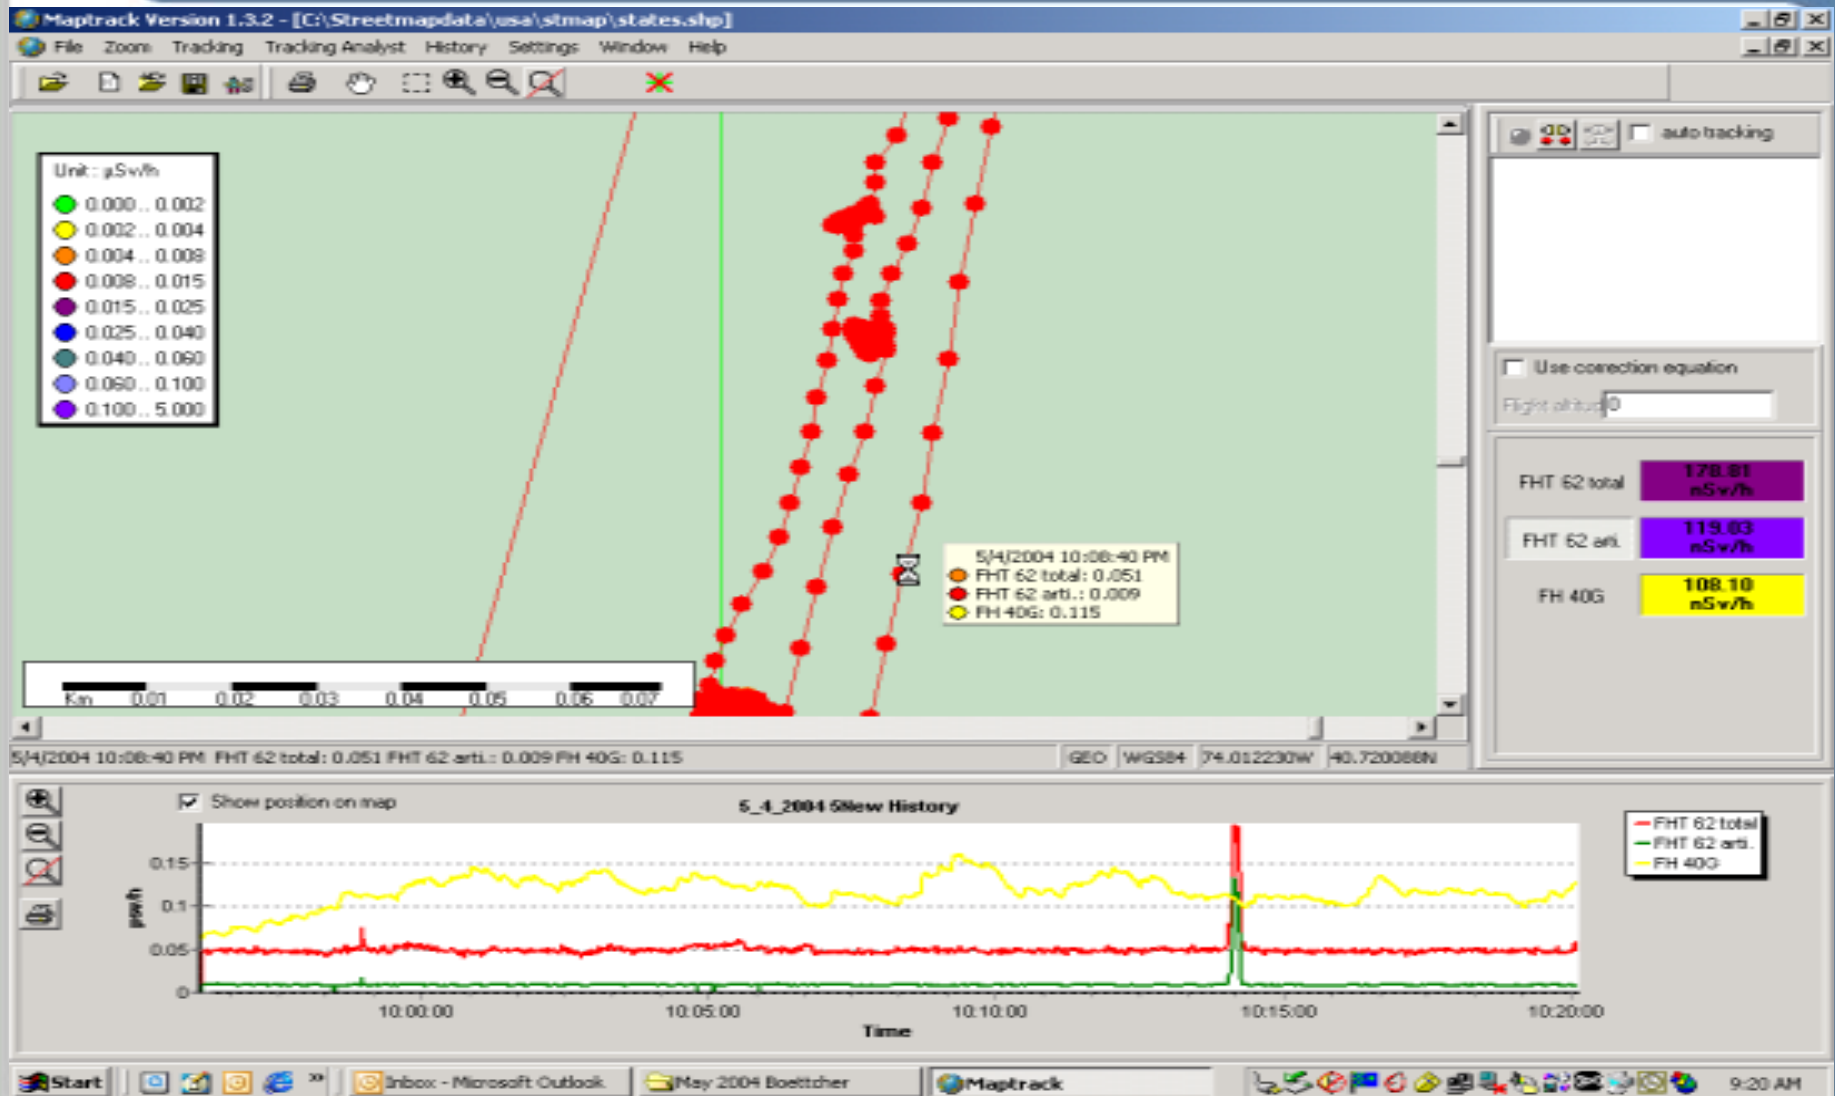 Maptrack Version 1.3.2 - [C:\Streetmapdata\usa\stmap\states.shp]
File Zoom Tracking Tracking Analyst History Settings Window Help
auto tracking
Unit : µSv/h
0.000 .. 0.002
0.002 .. 0.004
0.004 .. 0.008
0.008 .. 0.015
0.015 .. 0.025
0.025 .. 0.040
0.040 .. 0.060
0.060 .. 0.100
0.100 .. 5.000
Use correction equation
Flight altitud 0
FHT 62 total 178.81 nSv/h
FHT 62 arti. 119.03 nSv/h
FH 40G 108.10 nSv/h
5/4/2004 10:08:40 PM
FHT 62 total: 0.051
FHT 62 arti.: 0.009
FH 40G: 0.115
Km 0.01 0.02 0.03 0.04 0.05 0.06 0.07
5/4/2004 10:08:40 PM FHT 62 total: 0.051 FHT 62 arti.: 0.009 FH 40G: 0.115 GEO WGS84 74.012230W 40.720088N
Show position on map
5_4_2004 5New History
FHT 62 total
FHT 62 arti.
FH 40G
0.15
0.1
0.05
0
µSv/h
10:00:00 10:05:00 10:10:00 10:15:00 10:20:00
Time
Start Inbox - Microsoft Outlook May 2004 Boettcher Maptrack 9:20 AM